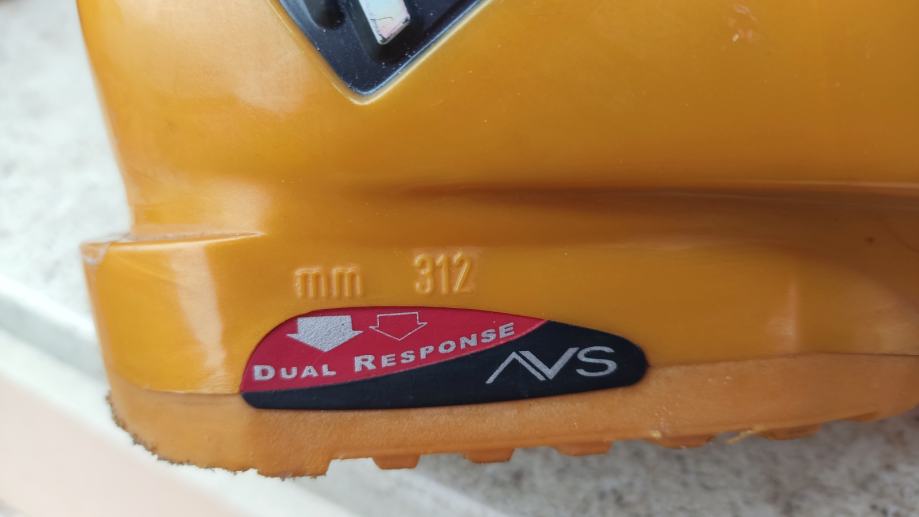 mm 312
DUAL RESPONSE
AVS